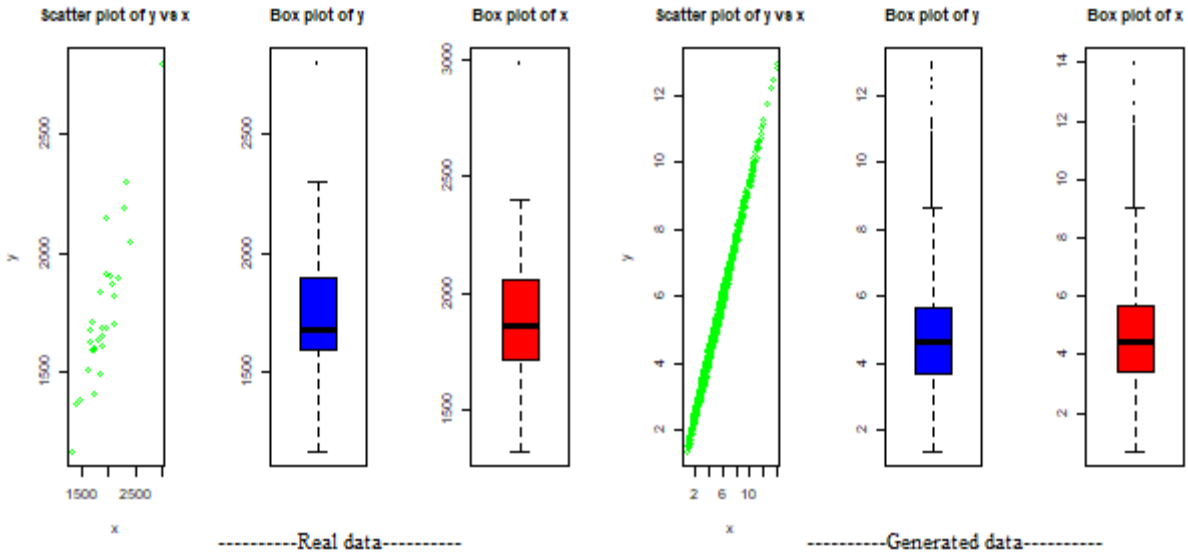 Scatter plot of y vs x
Box plot of y
Box plot of x
Scatter plot of y vs x
Box plot of y
Box plot of x
y
2500
2000
1500
1500 2500
x
2500
2000
1500
3000
2500
2000
1500
y
12
10
8
6
4
2
2 6 10
x
12
10
8
6
4
2
14
12
10
8
6
4
2
----------Real data----------
----------Generated data----------